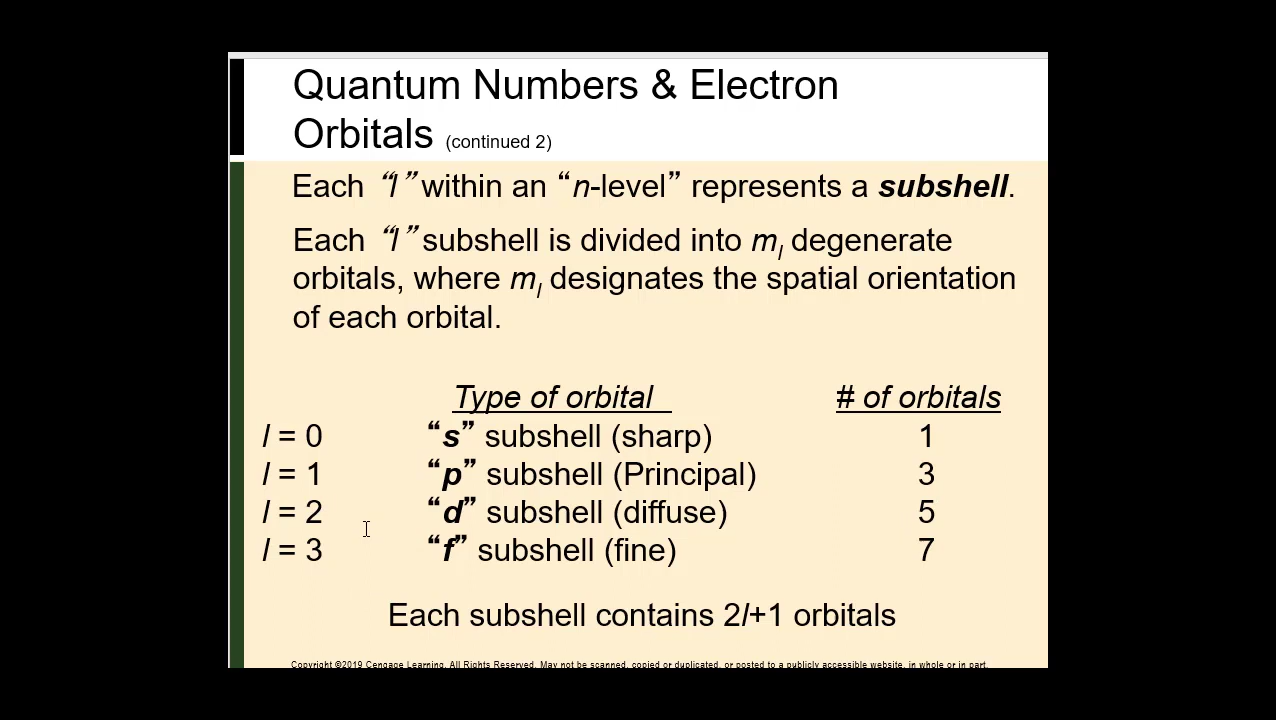 Quantum Numbers & Electron
Orbitals (continued 2)
Each “l” within an “n-level” represents a subshell.
Each “l” subshell is divided into ml degenerate
orbitals, where ml designates the spatial orientation
of each orbital.
Type of orbital # of orbitals
l = 0 “s” subshell (sharp) 1
l = 1 “p” subshell (Principal) 3
l = 2 “d” subshell (diffuse) 5
l = 3 “f” subshell (fine) 7
Each subshell contains 2l+1 orbitals
Copyright ©2019 Cengage Learning. All Rights Reserved. May not be scanned, copied or duplicated, or posted to a publicly accessible website, in whole or in part.